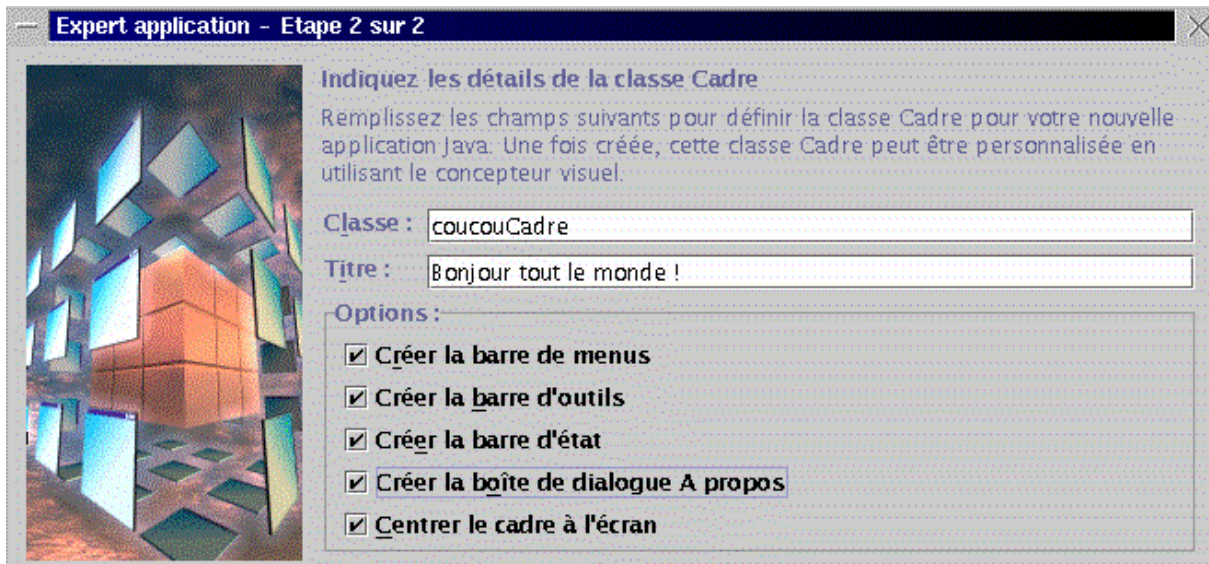 Expert application – Etape 2 sur 2
Indiquez les détails de la classe Cadre
Remplissez les champs suivants pour définir la classe Cadre pour votre nouvelle
application Java. Une fois créée, cette classe Cadre peut être personnalisée en
utilisant le concepteur visuel.
Classe : coucouCadre
Titre : Bonjour tout le monde !
Options :
Créer la barre de menus
Créer la barre d'outils
Créer la barre d'état
Créer la boîte de dialogue A propos
Centrer le cadre à l'écran